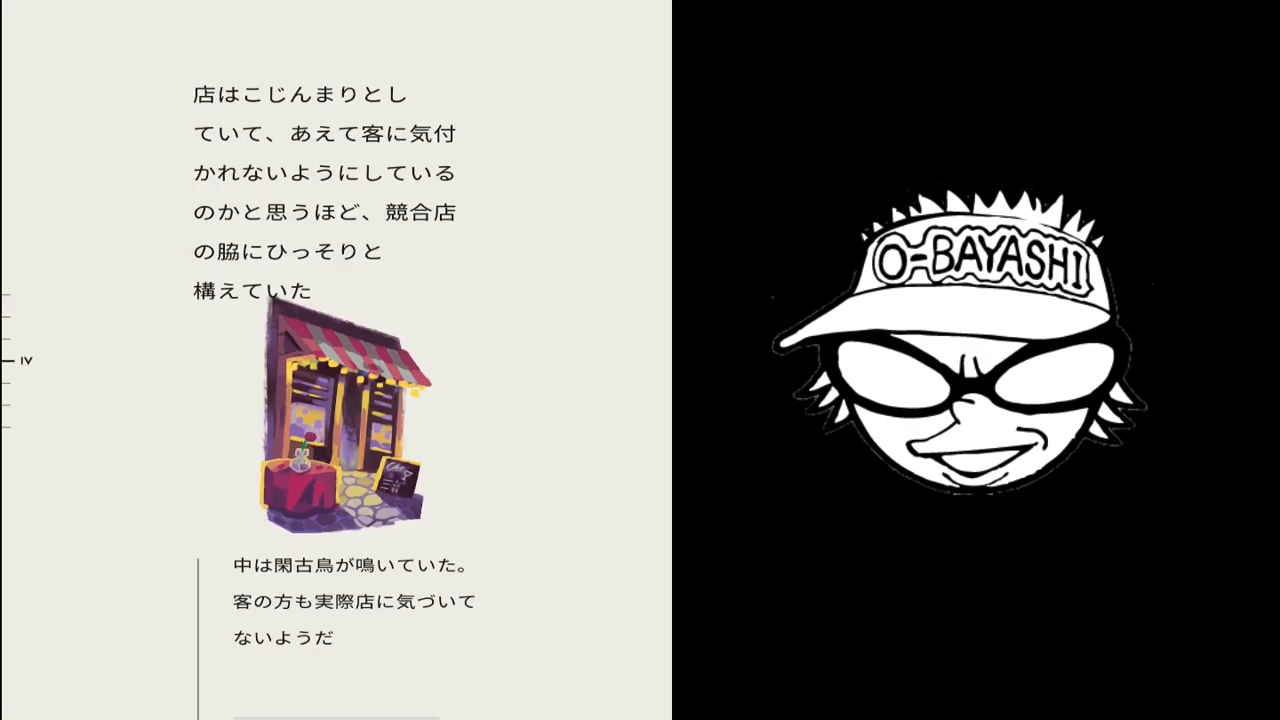 店はこじんまりとし
ていて、あえて客に気付
かれないようにしている
のかと思うほど、競合店
の脇にひっそりと
構えていた
IV
中は閑古鳥が鳴いていた。
客の方も実際店に気づいて
ないようだ
O-BAYASHI